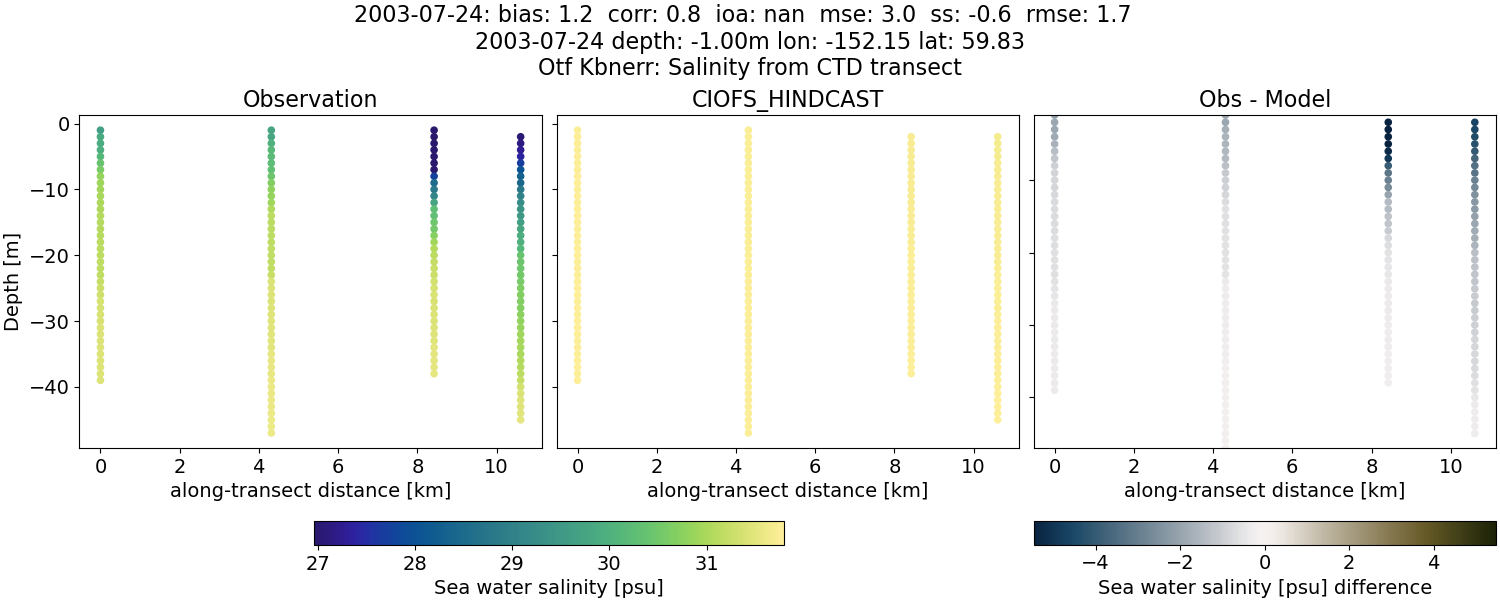 2003-07-24: bias: 1.2  corr: 0.8  ioa: nan  mse: 3.0  ss: -0.6  rmse: 1.7
2003-07-24 depth: -1.00m lon: -152.15 lat: 59.83
Otf Kbnerr: Salinity from CTD transect
Observation
CIOFS_HINDCAST
Obs - Model
Depth [m]
0
−10
−20
−30
−40
0 2 4 6 8 10
along-transect distance [km]
0 2 4 6 8 10
along-transect distance [km]
0 2 4 6 8 10
along-transect distance [km]
27 28 29 30 31
Sea water salinity [psu]
−4 −2 0 2 4
Sea water salinity [psu] difference